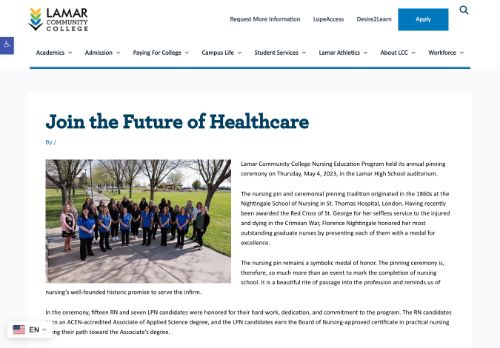 LAMAR
COMMUNITY
COLLEGE
Request More Information LopeAccess Desire2Learn Apply
Academics Admission Paying For College Campus Life Student Services Lamar Athletics About LCC Workforce
Join the Future of Healthcare
By /
Lamar Community College Nursing Education Program held its annual pinning
ceremony on Thursday, May 4, 2023, in the Lamar High School auditorium.
The nursing pin and ceremonial pinning tradition originated in the 1860s at the
Nightingale School of Nursing in St. Thomas Hospital, London. Having recently
been awarded the Red Cross of St. George for her selfless service to the injured
and dying in the Crimean War, Florence Nightingale honored her most
outstanding graduate nurses by presenting each of them with a medal for
excellence.
The nursing pin remains a symbolic medal of honor. The pinning ceremony is,
therefore, so much more than an event to mark the completion of nursing
school. It is a beautiful rite of passage into the profession and reminds us of
nursing's well-founded historic promise to serve the infirm.
In the ceremony, fifteen RN and seven LPN candidates were honored for their hard work, dedication, and commitment to the program. The RN candidates
an ACEN-accredited Associate of Applied Science degree, and the LPN candidates earn the Board of Nursing-approved certificate in practical nursing
their path toward the Associate's degree.
EN